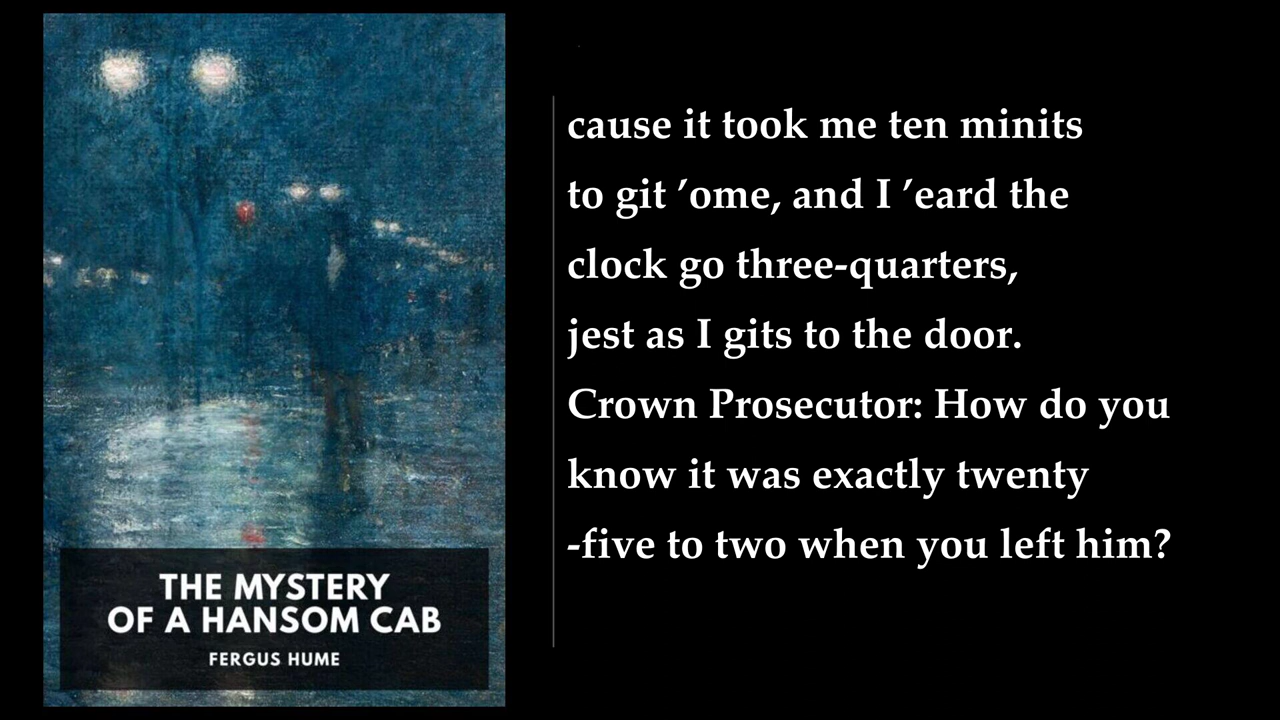 THE MYSTERY
OF A HANSOM CAB
FERGUS HUME
cause it took me ten minits
to git ’ome, and I ’eard the
clock go three-quarters,
jest as I gits to the door.
Crown Prosecutor: How do you
know it was exactly twenty
-five to two when you left him?